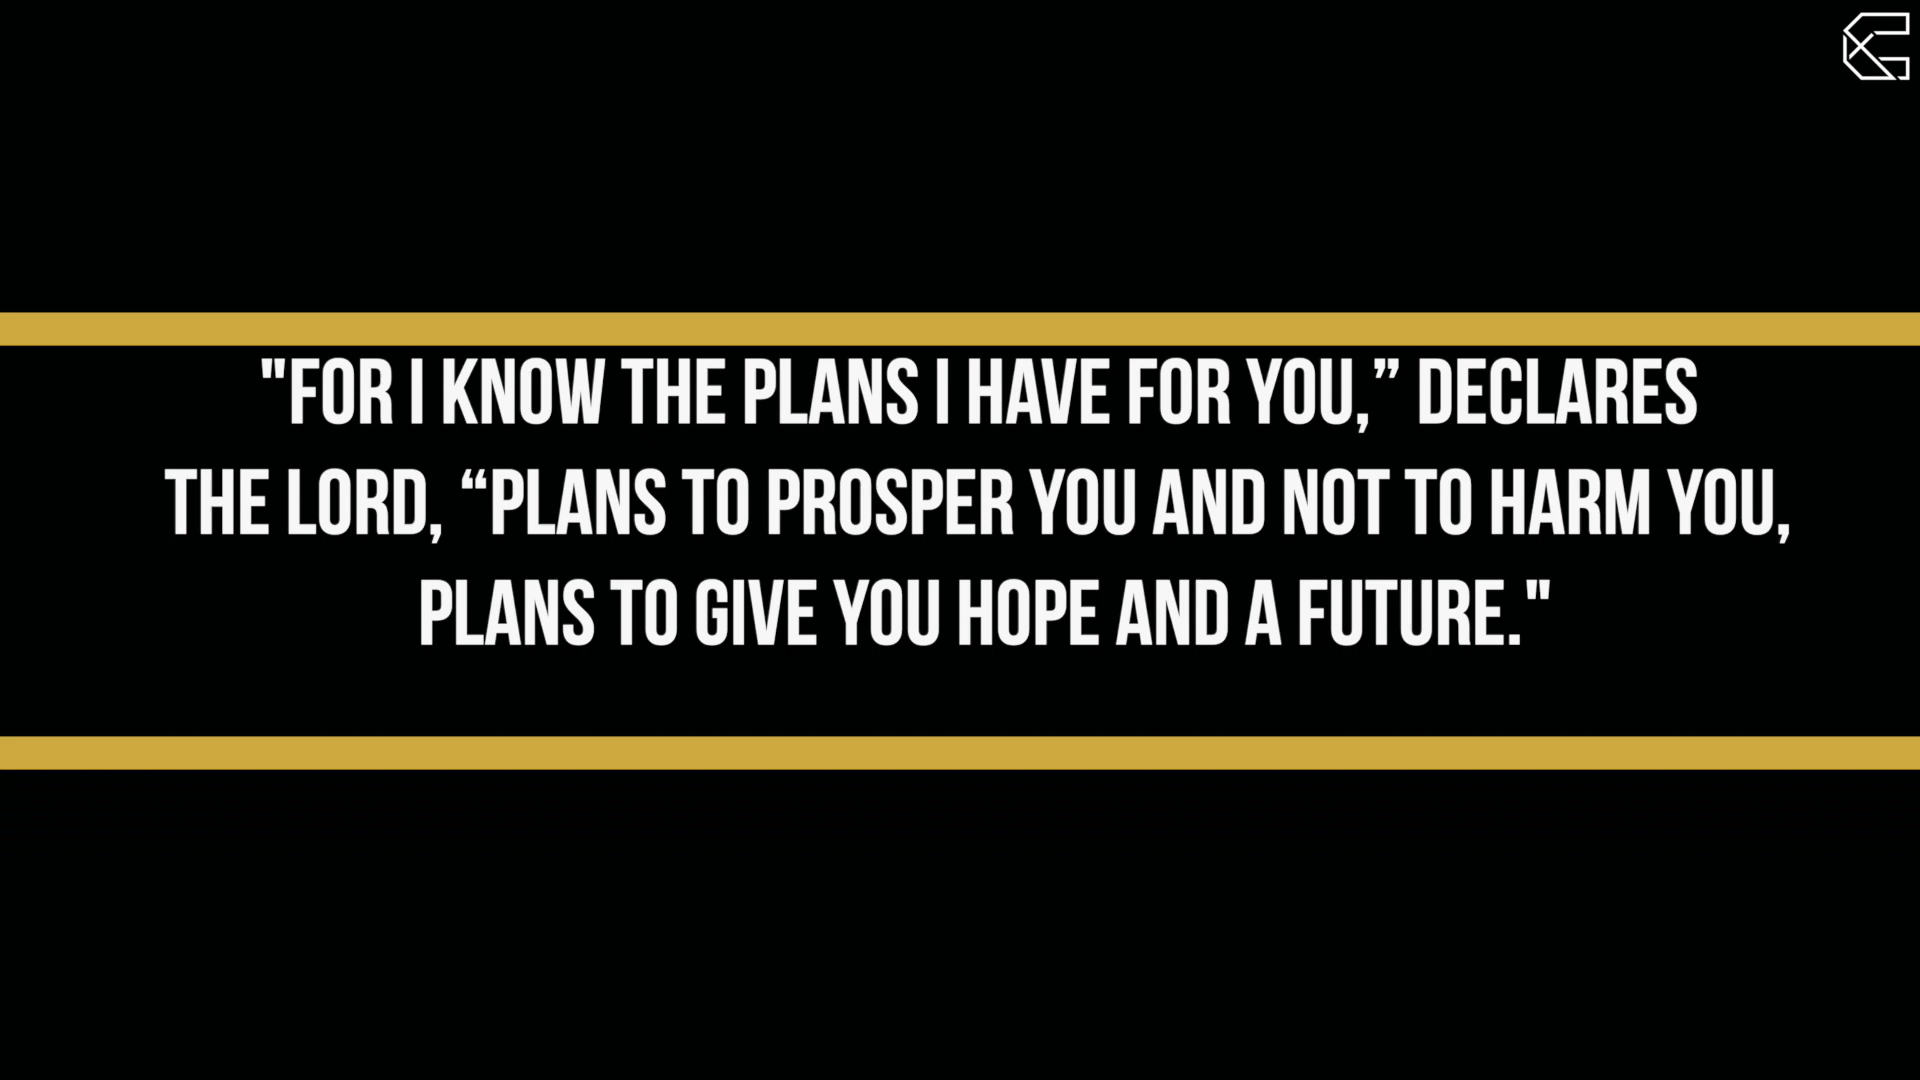 "FOR I KNOW THE PLANS I HAVE FOR YOU,” DECLARES
THE LORD, “PLANS TO PROSPER YOU AND NOT TO HARM YOU,
PLANS TO GIVE YOU HOPE AND A FUTURE."